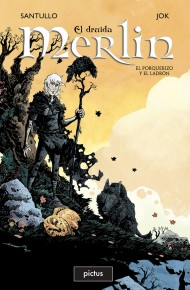 SANTULLO
JOK
El druida
Merlin
EL PORQUERIZO
Y EL LADRÓN
pictus